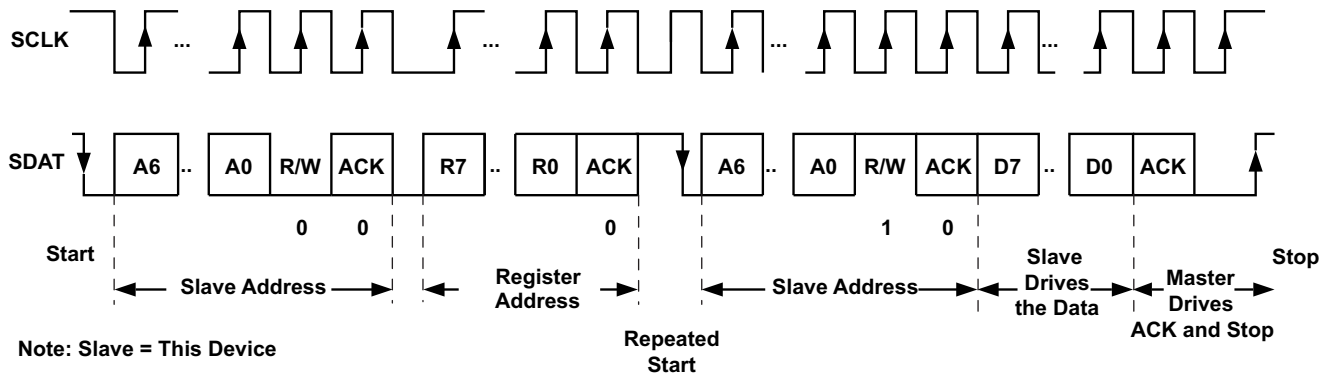 SCLK ... ... ... ...
SDAT A6 .. A0 R/W ACK R7 .. R0 ACK A6 .. A0 R/W ACK D7 .. D0 ACK
0 0 0 1 0
Start
Slave Address
Register
Address
Repeated
Start
Slave Address
Slave
Drives
the Data
Master
Drives
ACK and Stop
Stop
Note: Slave = This Device